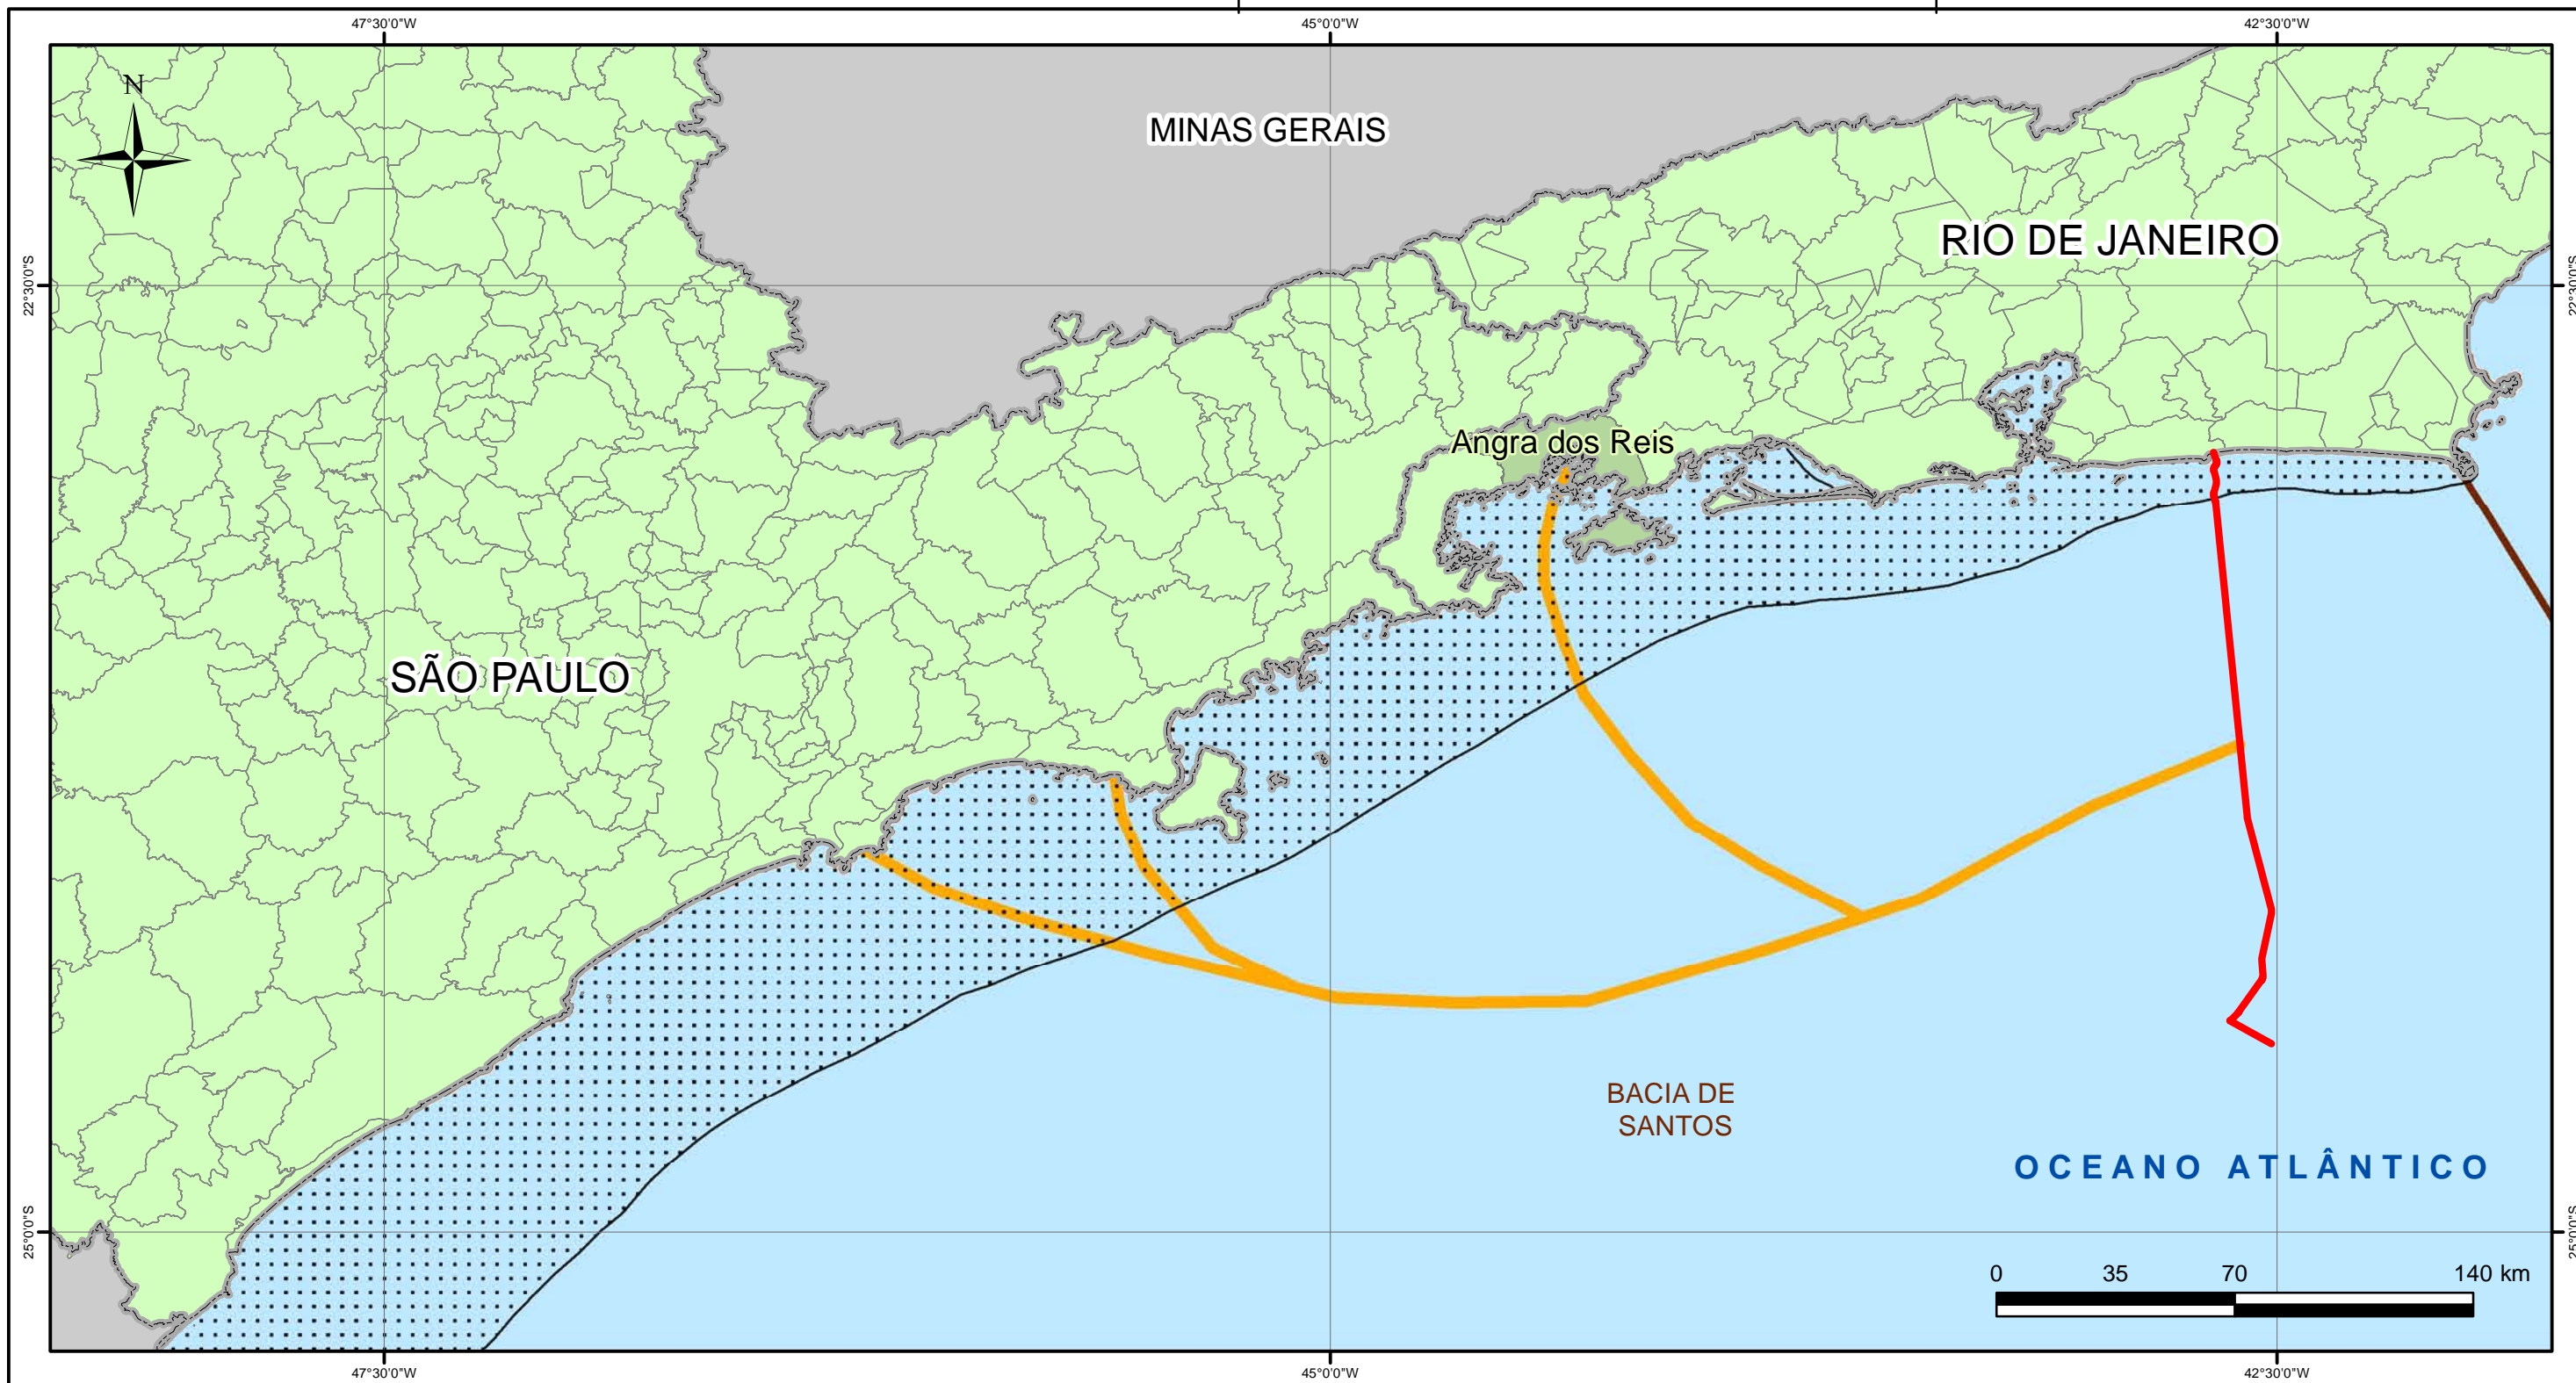 47°30'0"W
45°0'0"W
42°30'0"W
N
MINAS GERAIS
RIO DE JANEIRO
22°30'0"S
22°30'0"S
Angra dos Reis
SÃO PAULO
BACIA DE
SANTOS
OCEANO ATLÂNTICO
25°0'0"S
25°0'0"S
0 35 70 140 km
47°30'0"W
45°0'0"W
42°30'0"W